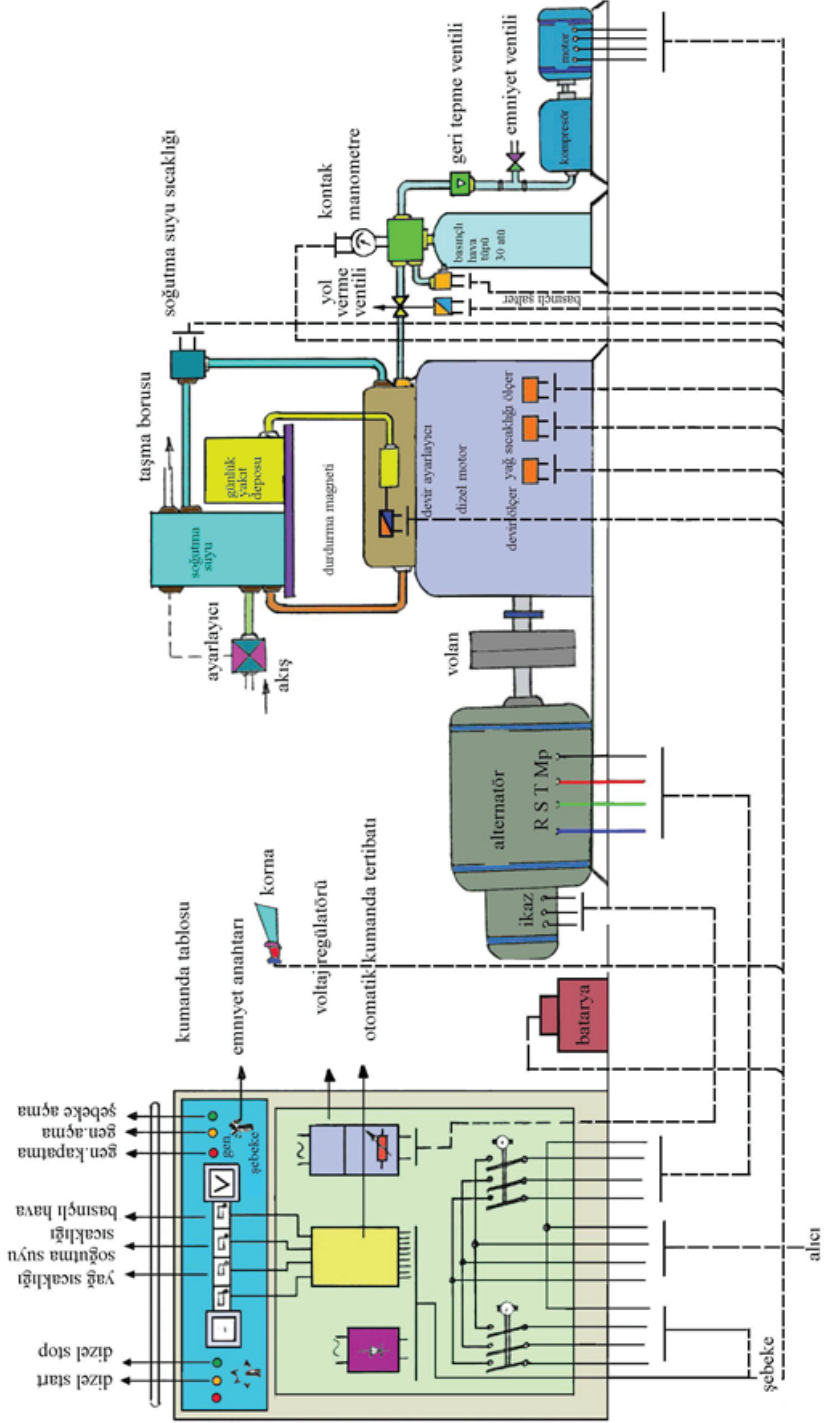 dizel start
dizel stop
yağ sıcaklığı
soğutma suyu
sıcaklığı
basınçlı hava
gen.kapatma
gen.açma
şebeke açma
V
gen
şebeke
kumanda tablosu
emnıyet anahtarı
korna
voltaj regülatörü
otomatik kumanda tertibatı
batarya
şebeke
alıcı
ikaz
alternatör
R S T Mp
volan
ayarlayıcı
akış
soğutma
suyu
taşma borusu
günlük
yakıt
deposu
soğutma suyu sıcaklığı
durdurma magneti
devir ayarlayıcı
dizel motor
devirölçer
yağ sıcaklığı ölçer
yol
verme
ventili
kontak
manometre
basınçlı şalter
basınçlı
hava
tüpü
30 atü
geri tepme ventili
emniyet ventili
kompresör
motor